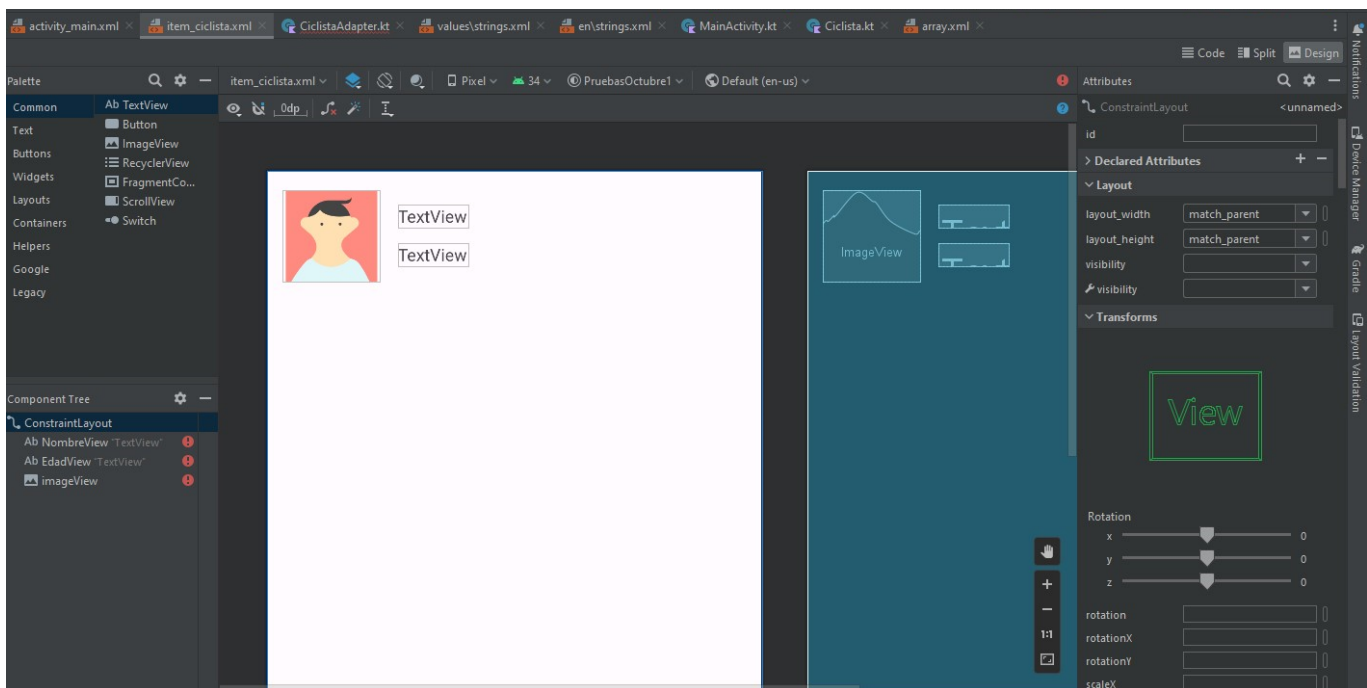 activity_main.xml × item_ciclista.xml × CiclistaAdapter.kt × values\strings.xml × en\strings.xml × MainActivity.kt × Ciclista.kt × array.xml ×
Code Split Design
Palette
item_ciclista.xml Pixel 34 PruebasOctubre1 Default (en-us)
Attributes
Common
Text
Buttons
Widgets
Layouts
Containers
Helpers
Google
Legacy
Ab TextView
Button
ImageView
RecyclerView
FragmentCo...
ScrollView
Switch
0dp
TextView
TextView
ImageView
Component Tree
ConstraintLayout
Ab NombreView "TextView"
Ab EdadView "TextView"
imageView
1:1
ConstraintLayout <unnamed>
id
Declared Attributes
Layout
layout_width match_parent
layout_height match_parent
visibility
visibility
Transforms
View
Rotation
x 0
y 0
z 0
rotation
rotationX
rotationY
scaleX
Notifications
Device Manager
Gradle
Layout Validation